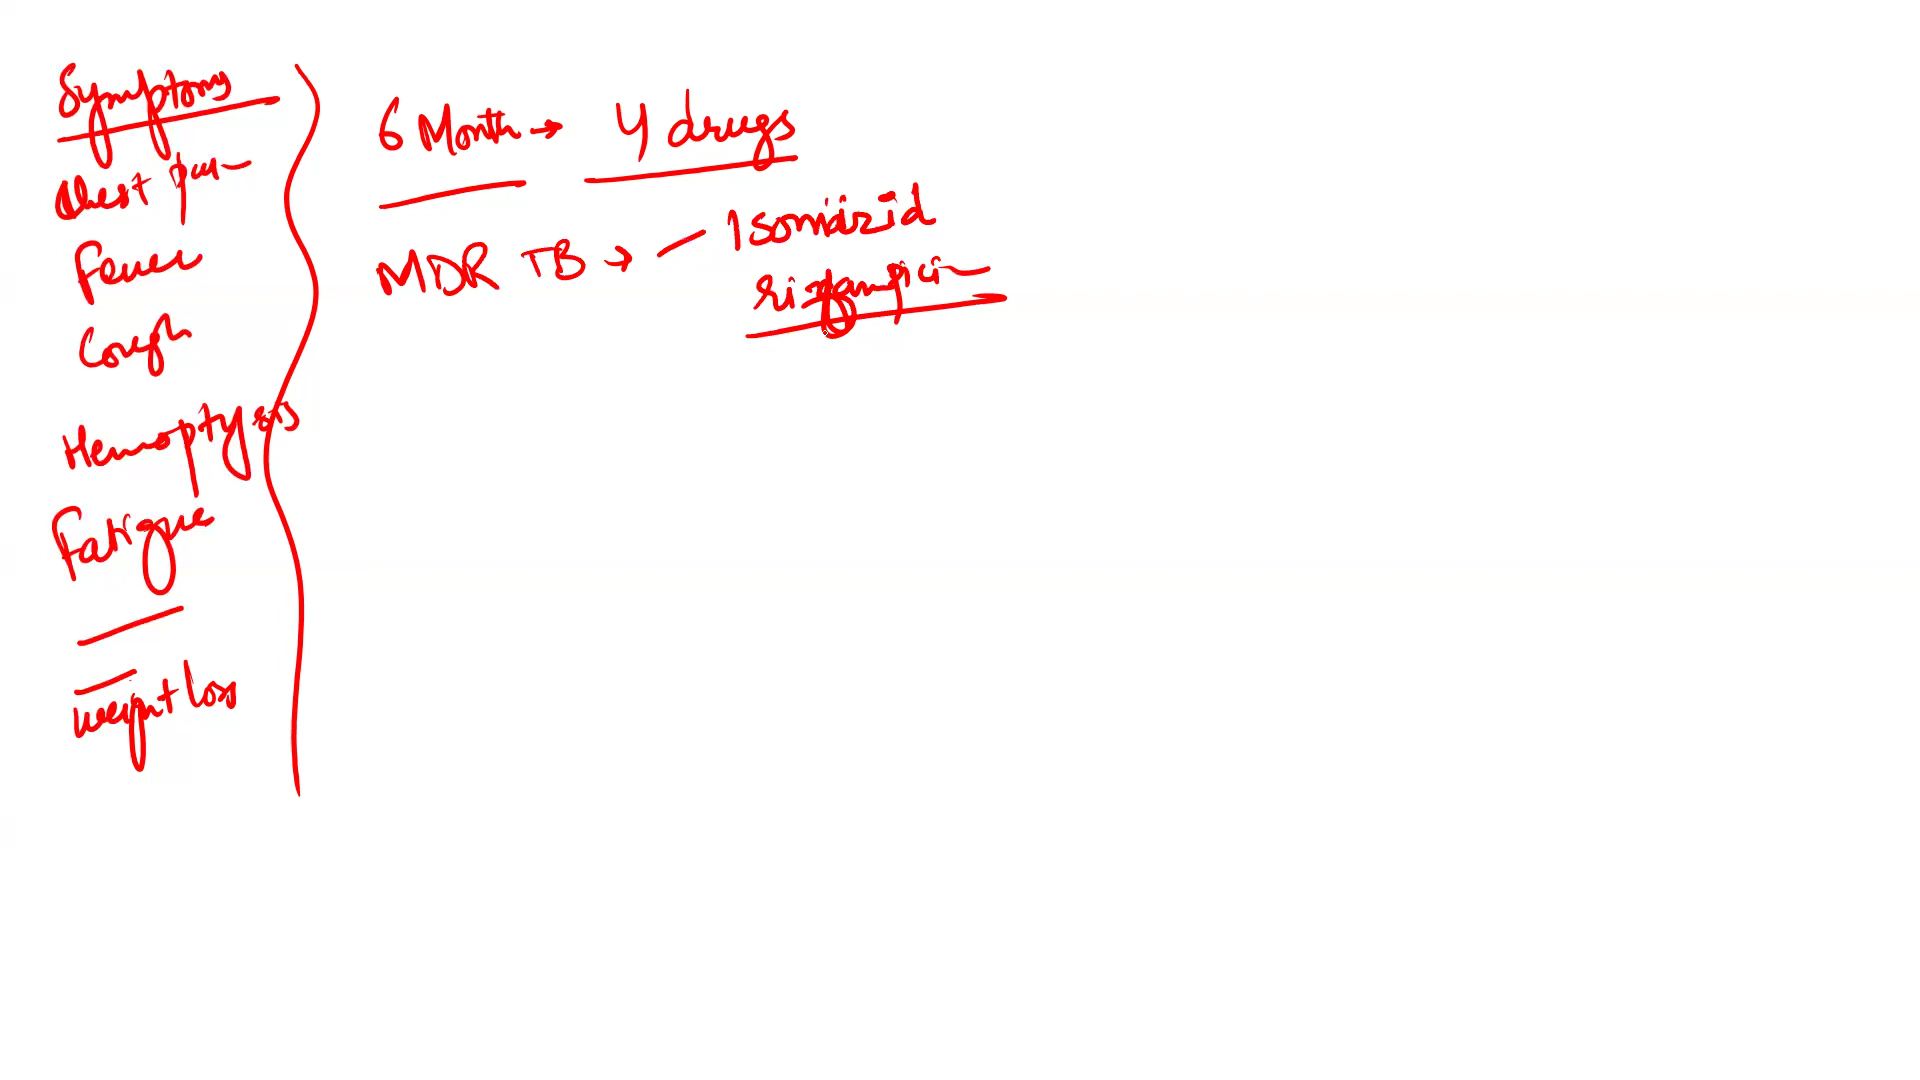 Symptoms
Chest pain
Fever
Cough
Hemoptysis
Fatigue
weight loss
6 Month → 4 drugs
MDR TB → – Isoniazid
rifampicin